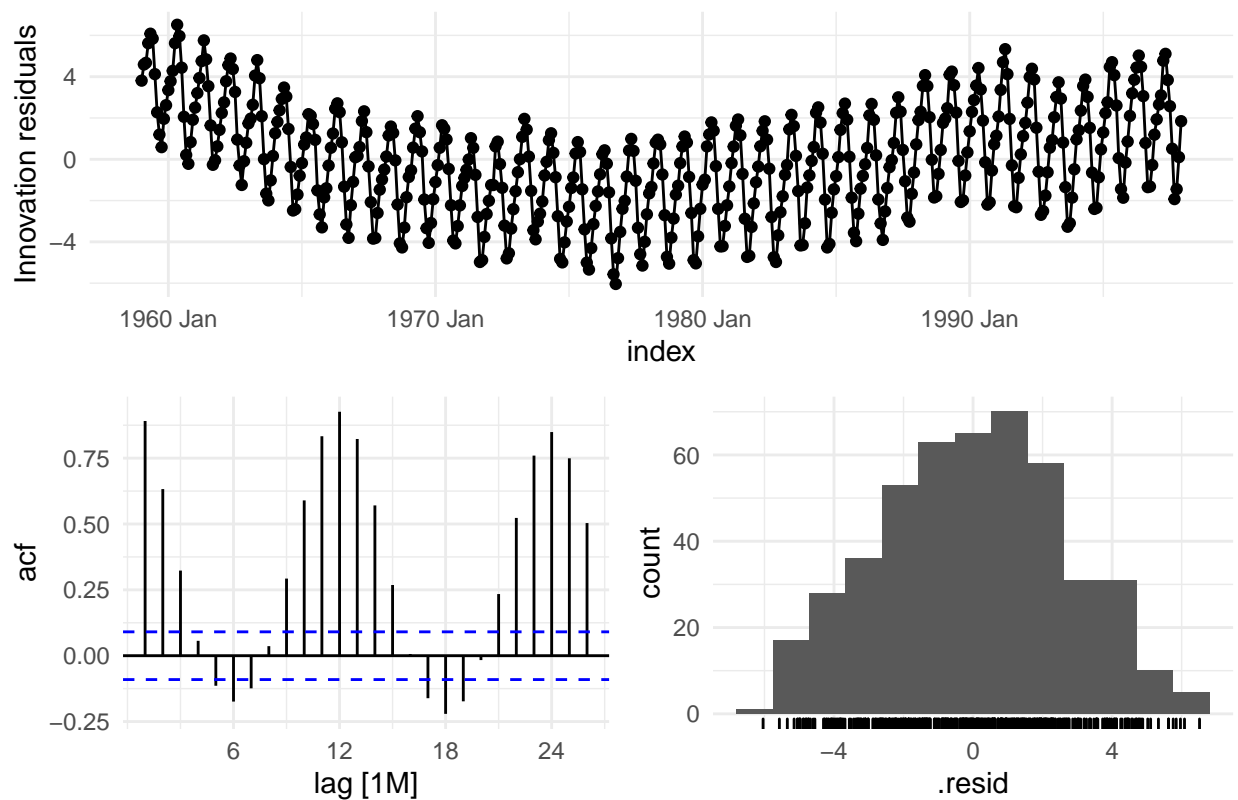 Innovation residuals
4
0
−4
1960 Jan 1970 Jan 1980 Jan 1990 Jan
index
acf
0.75
0.50
0.25
0.00
−0.25
6 12 18 24
lag [1M]
count
60
40
20
0
−4 0 4
.resid